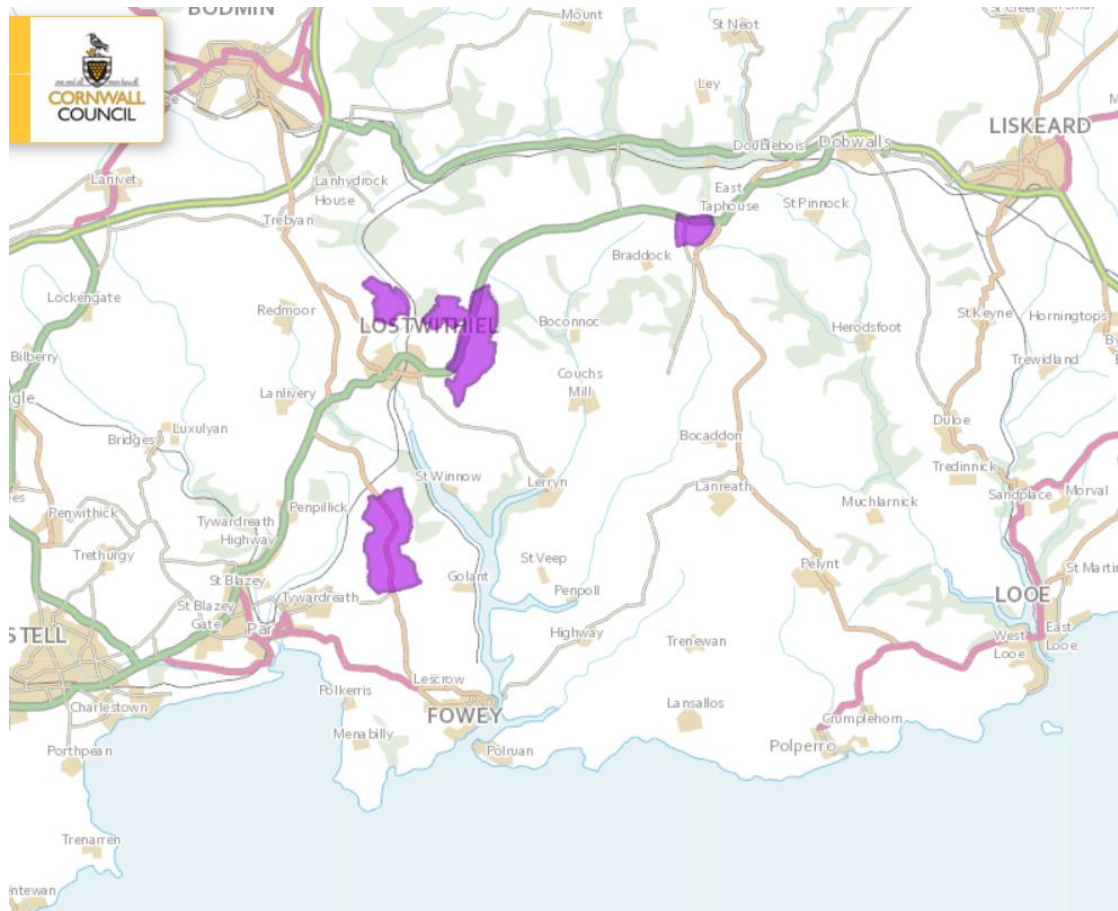 BODMIN
Mount
St Neot
CORNWALL
COUNCIL
Ley
LISKEARD
Doublebois
Dobwalls
Lanivet
Lanhydrock
House
East
Taphouse
St Pinnock
Trebyan
Braddock
Lockengate
Redmoor
LOSTWITHIEL
Boconnoc
Herodsfoot
St Keyne
Horningtops
Bilberry
Trewidland
Couchs
Mill
Lanlivery
gle
Luxulyan
Bridges
Duloe
Bocaddon
Tredinnick
St Winnow
Lerryn
Lanreath
Sandplace
Morval
Penwithick
Penpillick
Muchlarnick
Tywardreath
Highway
Trethurgy
St Veep
St Blazey
Golant
Penpoll
Pelynt
St Martin
St Blazey
Gate
Tywardreath
LOOE
STELL
Par
Highway
Trenewan
West
Looe
East
Looe
Lescrow
Polkerris
FOWEY
Lansallos
Crumplehorn
Charlestown
Menabilly
Polruan
Polperro
Porthpean
Trenarren
ntewan